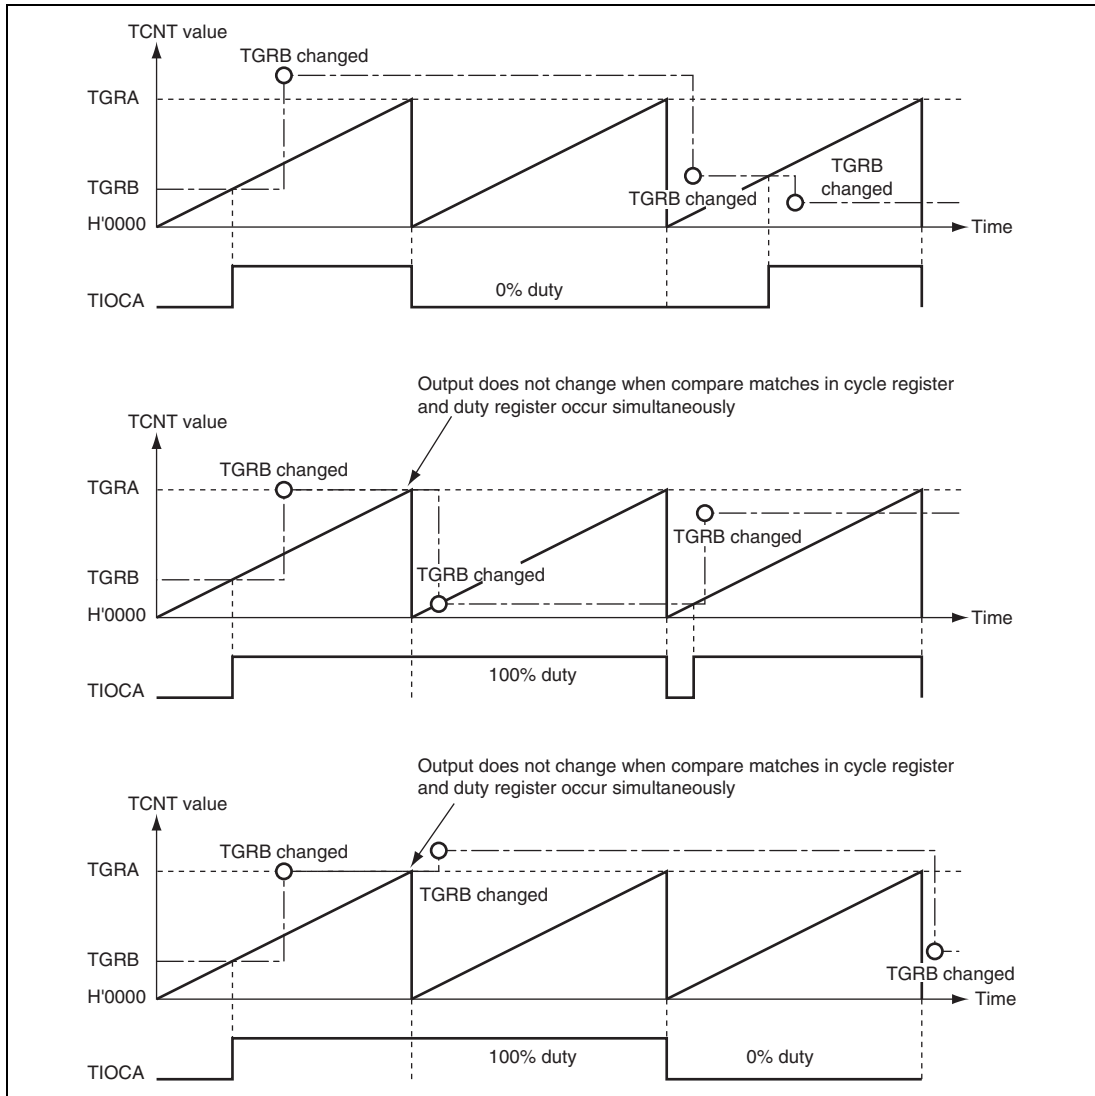 TCNT value
TGRB changed
TGRA
TGRB
changed
TGRB
TGRB changed
H'0000
Time
0% duty
TIOCA
Output does not change when compare matches in cycle register
and duty register occur simultaneously
TCNT value
TGRB changed
TGRA
TGRB changed
TGRB
TGRB changed
H'0000
Time
100% duty
TIOCA
Output does not change when compare matches in cycle register
and duty register occur simultaneously
TCNT value
TGRB changed
TGRA
TGRB changed
TGRB
TGRB changed
H'0000
Time
100% duty
0% duty
TIOCA